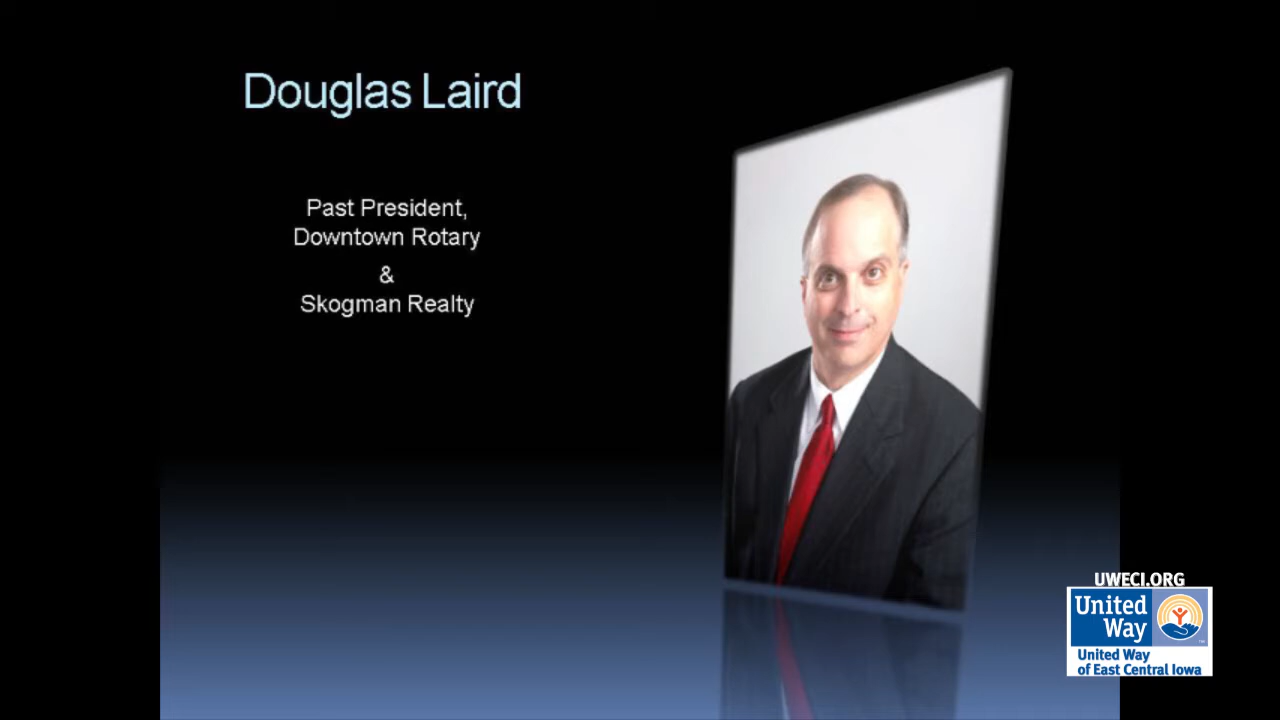 Douglas Laird
Past President,
Downtown Rotary
&
Skogman Realty
UWECI.ORG
United
Way
United Way
of East Central Iowa